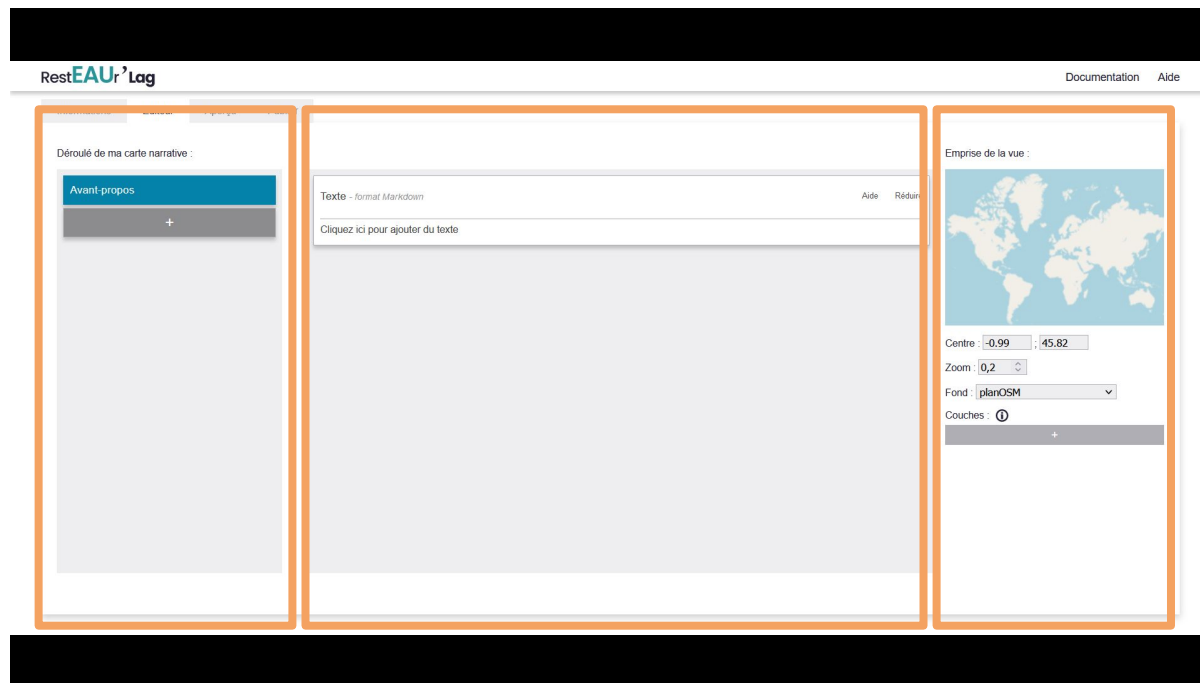 RestEAUr’Lag
Documentation Aide
Déroulé de ma carte narrative :
Avant-propos
+
Texte - format Markdown
Aide Réduire
Cliquez ici pour ajouter du texte
Emprise de la vue :
Centre : -0.99 ; 45.82
Zoom : 0,2
Fond : planOSM
Couches :
+